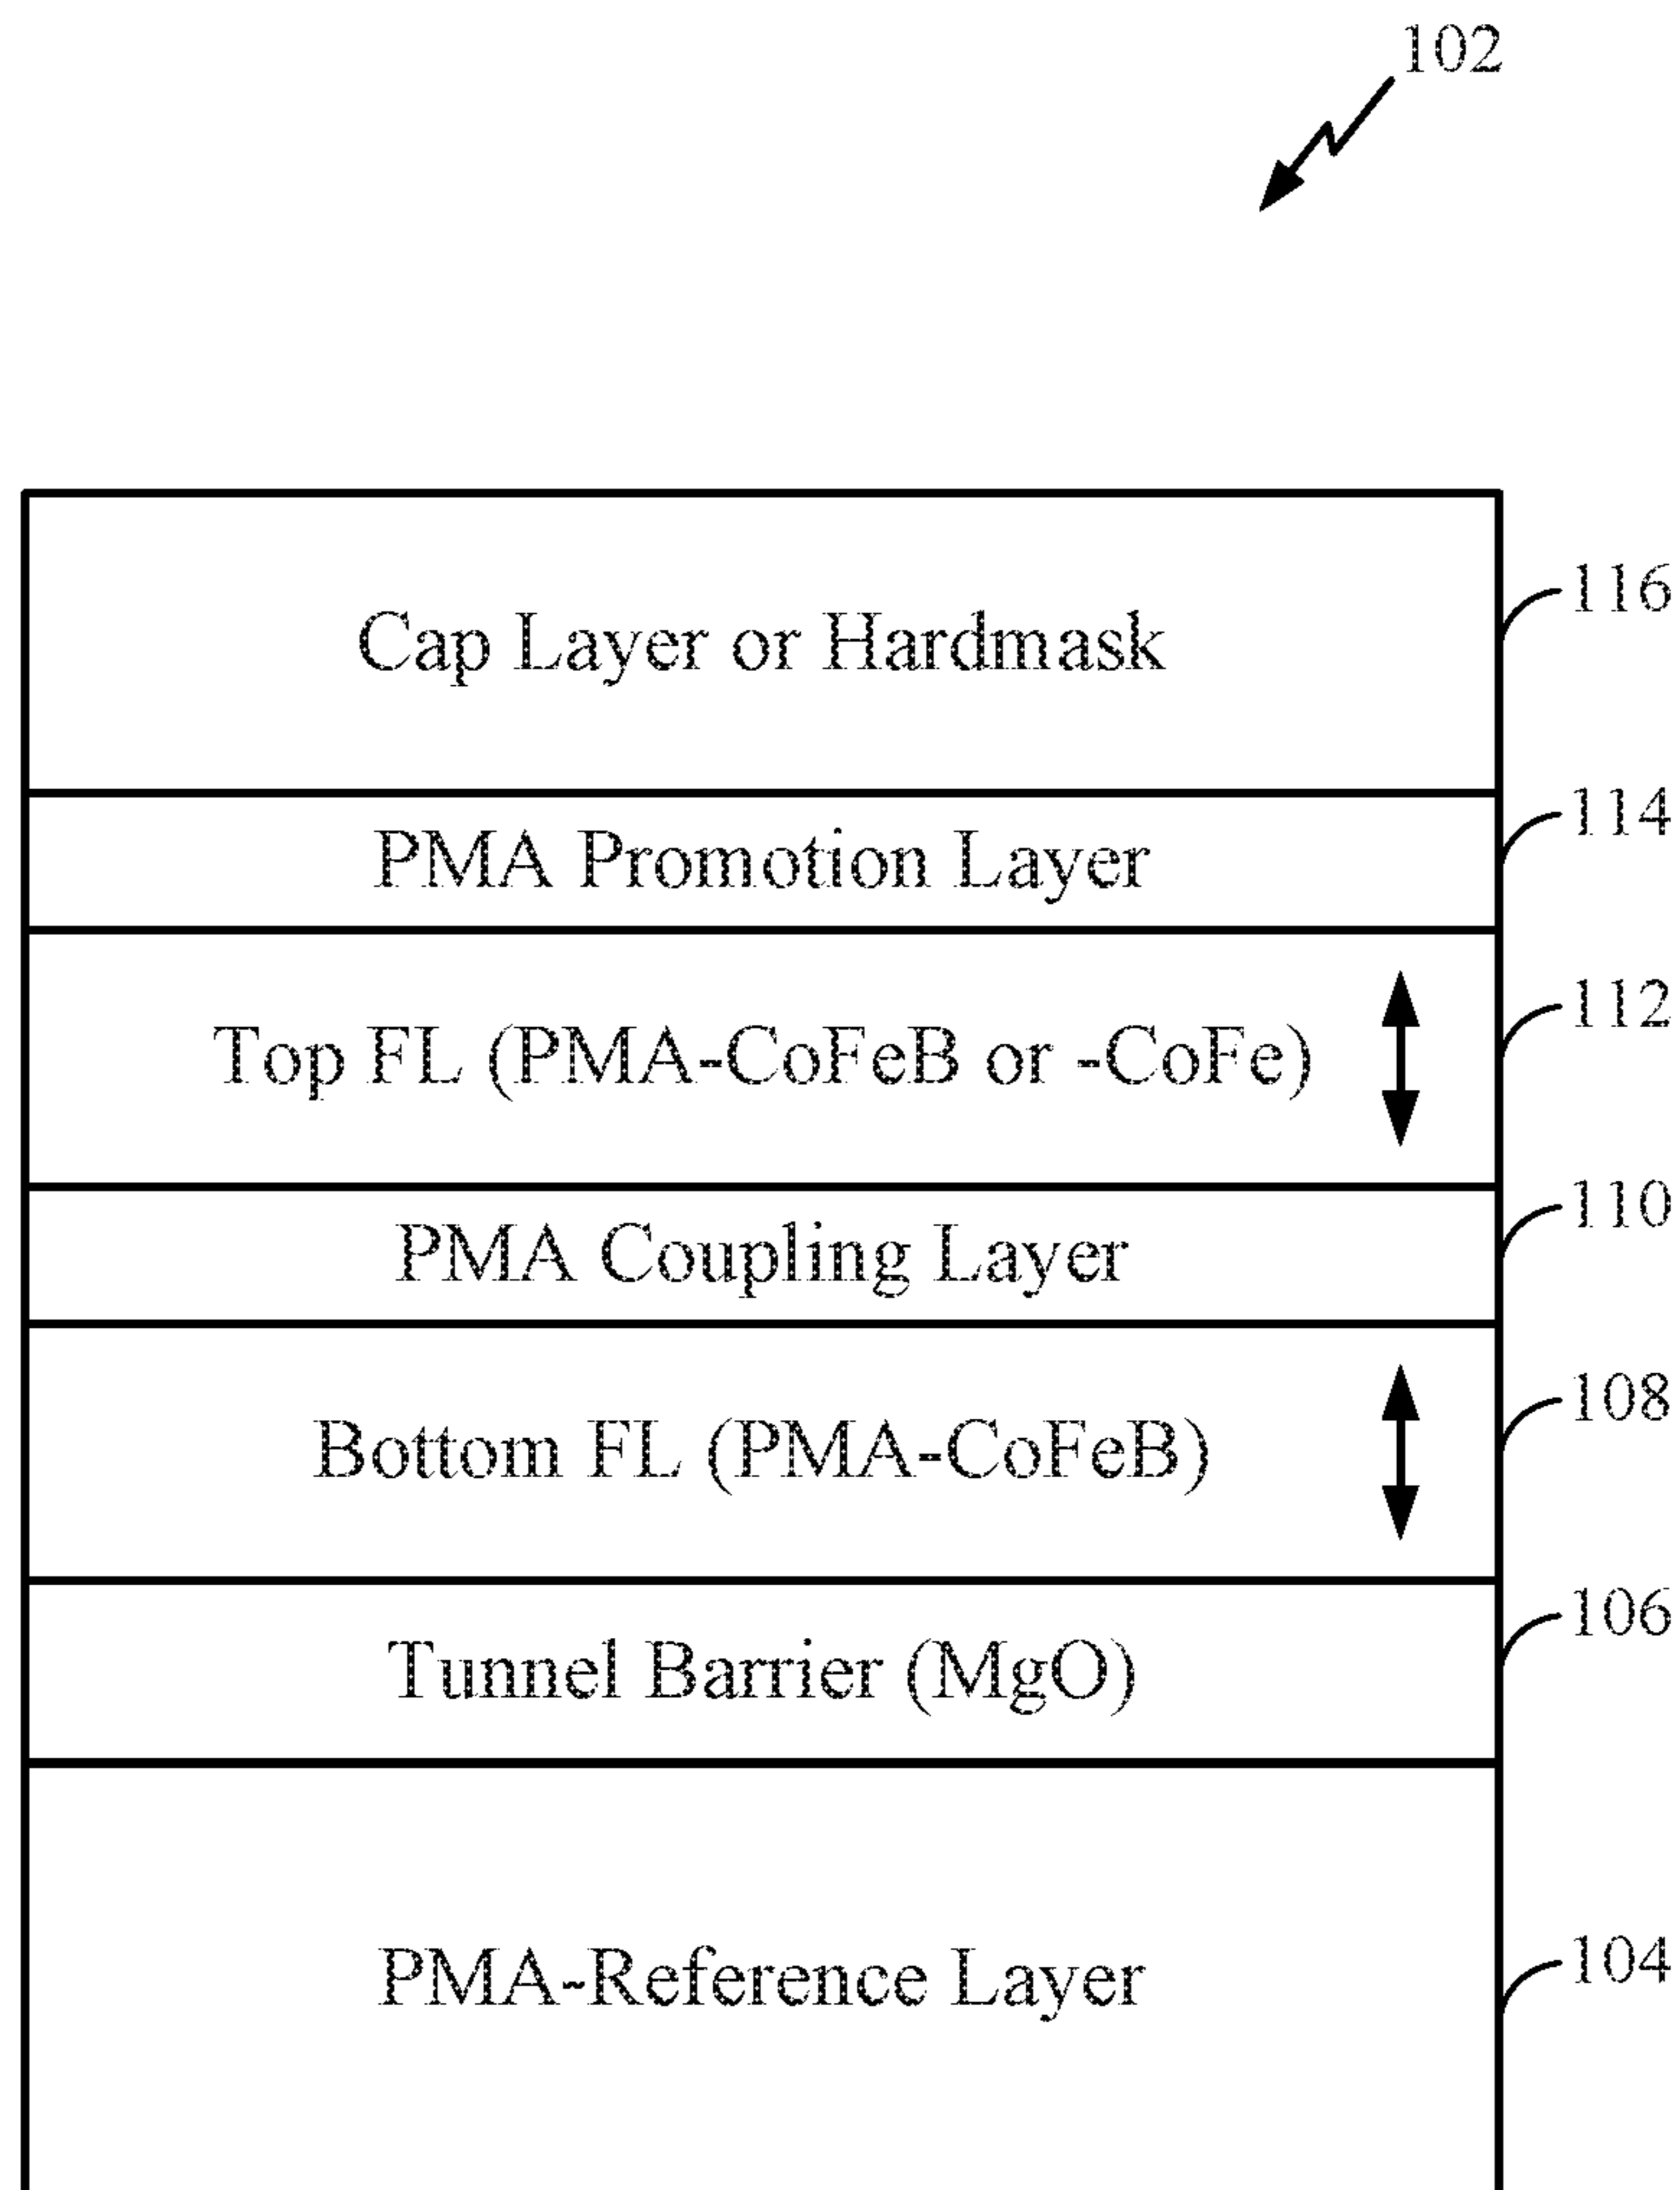 102
Cap Layer or Hardmask
116
PMA Promotion Layer
114
Top FL (PMA-CoFeB or -CoFe)
112
PMA Coupling Layer
110
Bottom FL (PMA-CoFeB)
108
Tunnel Barrier (MgO)
106
PMA-Reference Layer
104